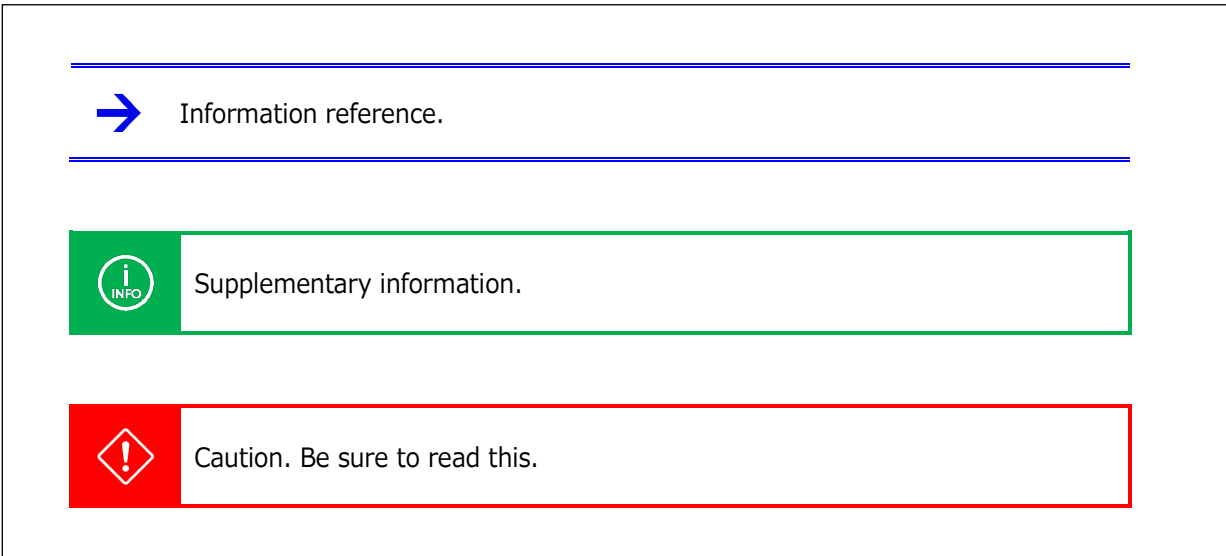 Information reference.
i
INFO
Supplementary information.
!
Caution. Be sure to read this.